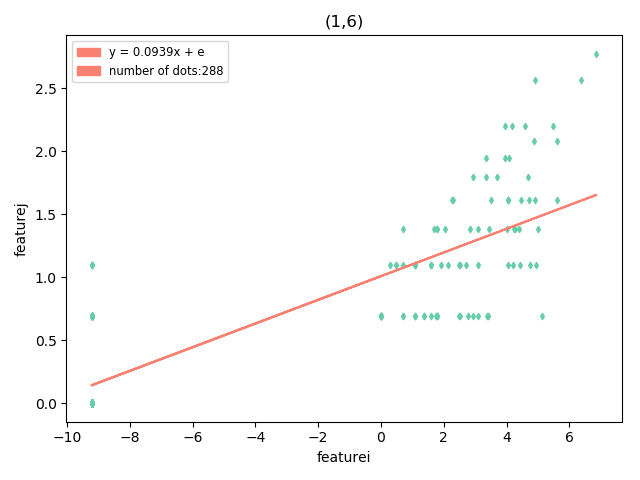 (1,6)
y = 0.0939x + e
number of dots:288
featurej
2.5
2.0
1.5
1.0
0.5
0.0
−10 −8 −6 −4 −2 0 2 4 6
featurei